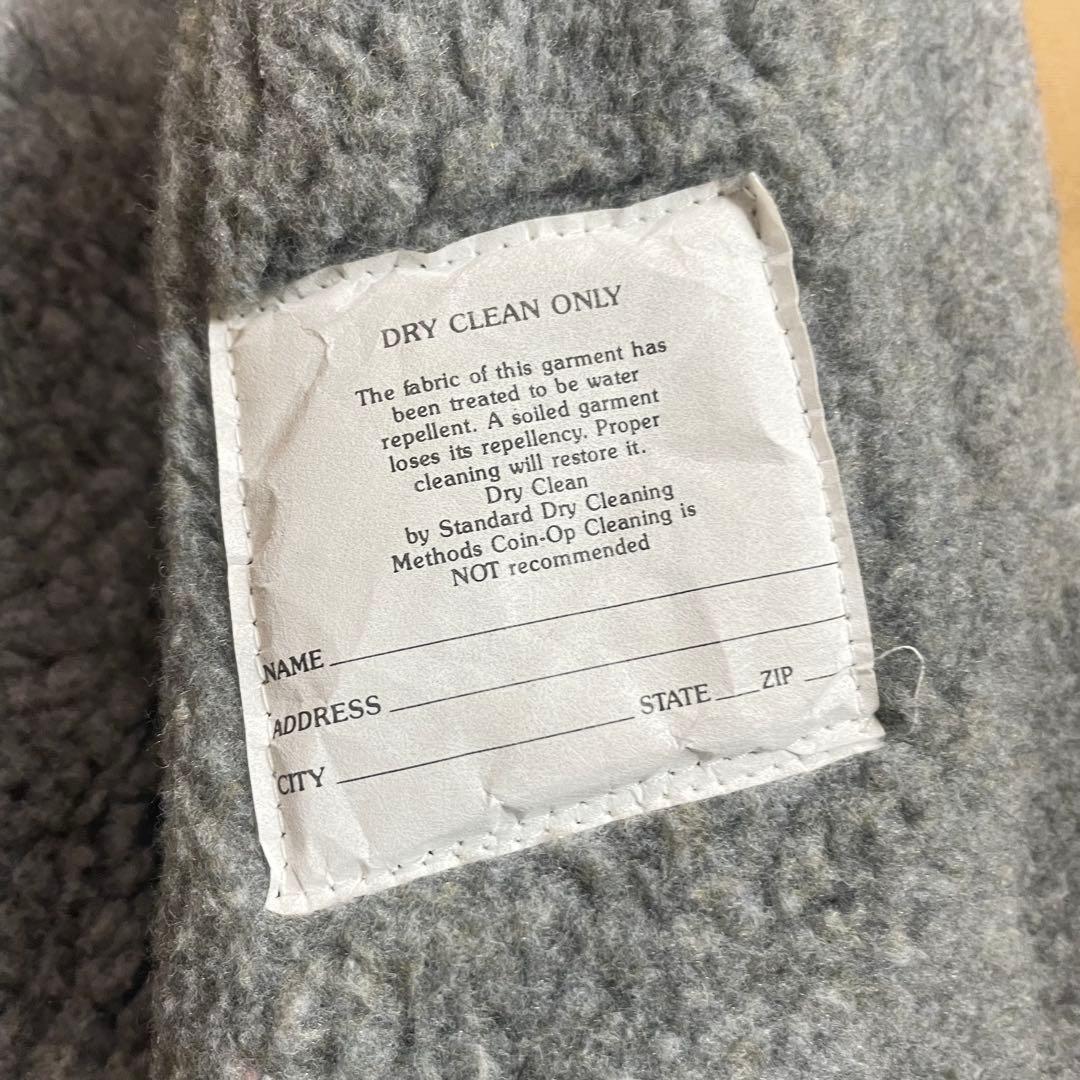 DRY CLEAN ONLY
The fabric of this garment has
been treated to be water
repellent. A soiled garment
loses its repellency. Proper
cleaning will restore it.
Dry Clean
by Standard Dry Cleaning
Methods Coin-Op Cleaning is
NOT recommended
NAME
ADDRESS
CITY STATE ZIP